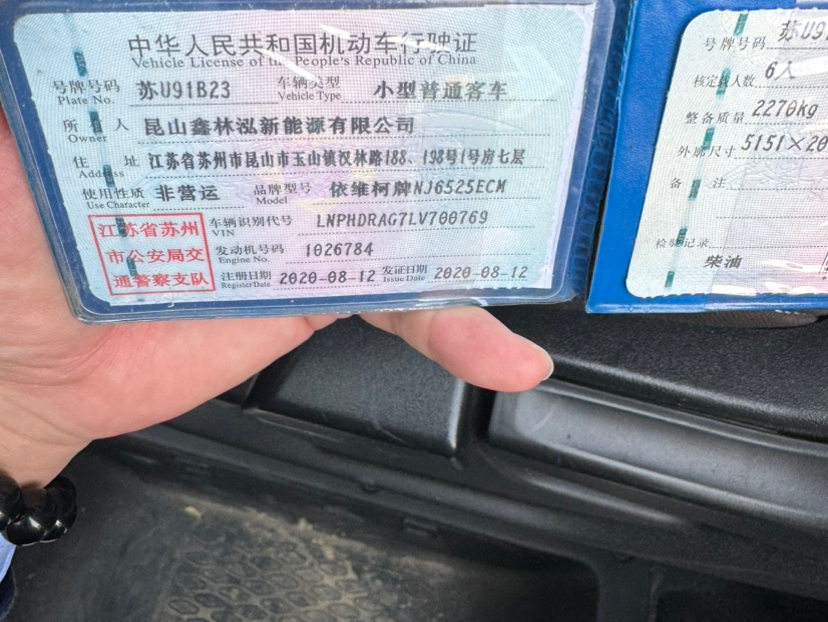 中华人民共和国机动车行驶证
Vehicle License of the People's Republic of China
号牌号码 苏U91B23 车辆类型 小型普通客车
Plate No. Vehicle Type
所有人 昆山鑫林泓新能源有限公司
Owner
住址 江苏省苏州市昆山市玉山镇汉林路188、198号1号房七层
Address
使用性质 非营运 品牌型号 依维柯牌NJ6525ECM
Use Character Model
江苏省苏州
市公安局交
通警察支队
车辆识别代号 LNPHDRAG7LV700769
VIN
发动机号码 1026784
Engine No.
注册日期 2020-08-12 发证日期 2020-08-12
Register Date Issue Date
号牌号码 苏U91
核定载人数 6人
整备质量 2270kg
外廓尺寸 5151×20
备注
检验记录
柴油